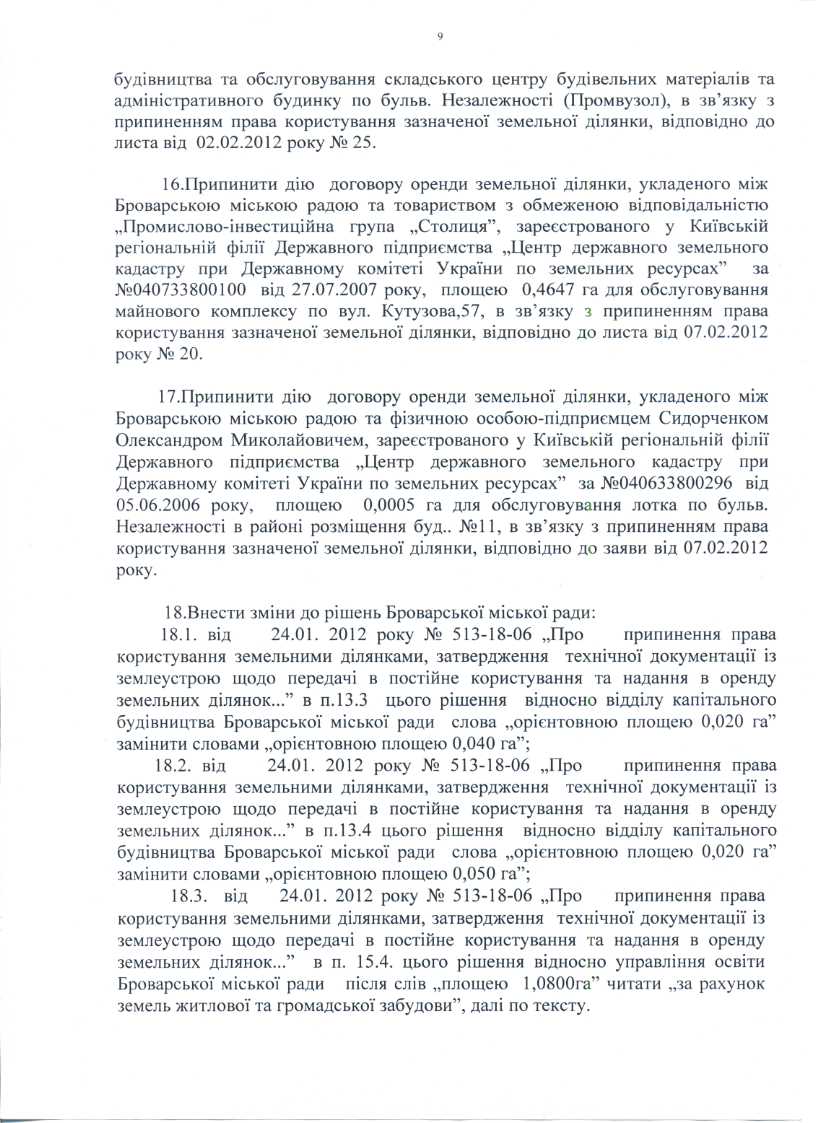 9
будівництва та обслуговування складського центру будівельних матеріалів та
адміністративного будинку по бульв. Незалежності (Промвузол), в зв’язку з
припиненням права користування зазначеної земельної ділянки, відповідно до
листа від 02.02.2012 року № 25.
16.Припинити дію договору оренди земельної ділянки, укладеного між
Броварською міською радою та товариством з обмеженою відповідальністю
„Промислово-інвестиційна група „Столиця”, зареєстрованого у Київській
регіональній філії Державного підприємства „Центр державного земельного
кадастру при Державному комітеті України по земельних ресурсах” за
№040733800100 від 27.07.2007 року, площею 0,4647 га для обслуговування
майнового комплексу по вул. Кутузова,57, в зв’язку з припиненням права
користування зазначеної земельної ділянки, відповідно до листа від 07.02.2012
року № 20.
17.Припинити дію договору оренди земельної ділянки, укладеного між
Броварською міською радою та фізичною особою-підприємцем Сидорченком
Олександром Миколайовичем, зареєстрованого у Київській регіональній філії
Державного підприємства „Центр державного земельного кадастру при
Державному комітеті України по земельних ресурсах” за №040633800296 від
05.06.2006 року, площею 0,0005 га для обслуговування лотка по бульв.
Незалежності в районі розміщення буд.. №11, в зв’язку з припиненням права
користування зазначеної земельної ділянки, відповідно до заяви від 07.02.2012
року.
18.Внести зміни до рішень Броварської міської ради:
18.1. від 24.01. 2012 року № 513-18-06 „Про припинення права
користування земельними ділянками, затвердження технічної документації із
землеустрою щодо передачі в постійне користування та надання в оренду
земельних ділянок...” в п.13.3 цього рішення відносно відділу капітального
будівництва Броварської міської ради слова „орієнтовною площею 0,020 га”
замінити словами „орієнтовною площею 0,040 га”;
18.2. від 24.01. 2012 року № 513-18-06 „Про припинення права
користування земельними ділянками, затвердження технічної документації із
землеустрою щодо передачі в постійне користування та надання в оренду
земельних ділянок...” в п.13.4 цього рішення відносно відділу капітального
будівництва Броварської міської ради слова „орієнтовною площею 0,020 га”
замінити словами „орієнтовною площею 0,050 га”;
18.3. від 24.01. 2012 року № 513-18-06 „Про припинення права
користування земельними ділянками, затвердження технічної документації із
землеустрою щодо передачі в постійне користування та надання в оренду
земельних ділянок...” в п. 15.4. цього рішення відносно управління освіти
Броварської міської ради після слів „площею 1,0800га” читати „за рахунок
земель житлової та громадської забудови”, далі по тексту.